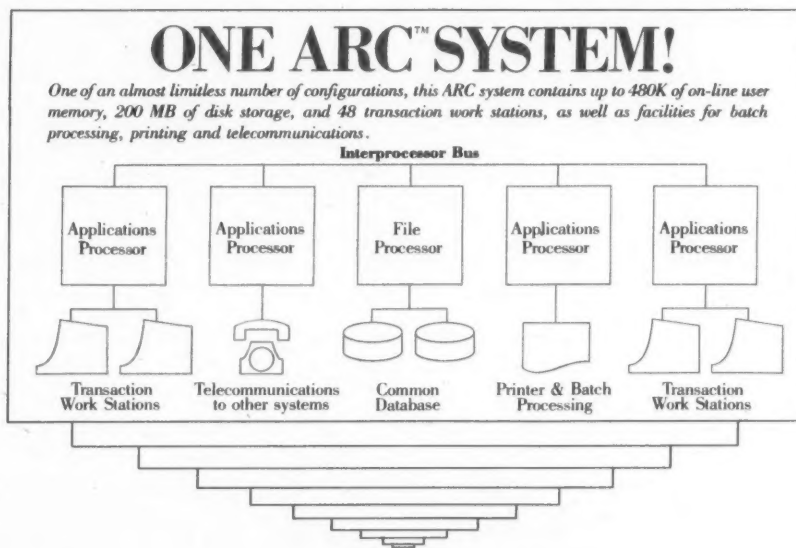 ONE ARC™ SYSTEM!
One of an almost limitless number of configurations, this ARC system contains up to 480K of on-line user
memory, 200 MB of disk storage, and 48 transaction work stations, as well as facilities for batch
processing, printing and telecommunications.
Interprocessor Bus
Applications
Processor
Applications
Processor
File
Processor
Applications
Processor
Applications
Processor
Transaction
Work Stations
Telecommunications
to other systems
Common
Database
Printer & Batch
Processing
Transaction
Work Stations